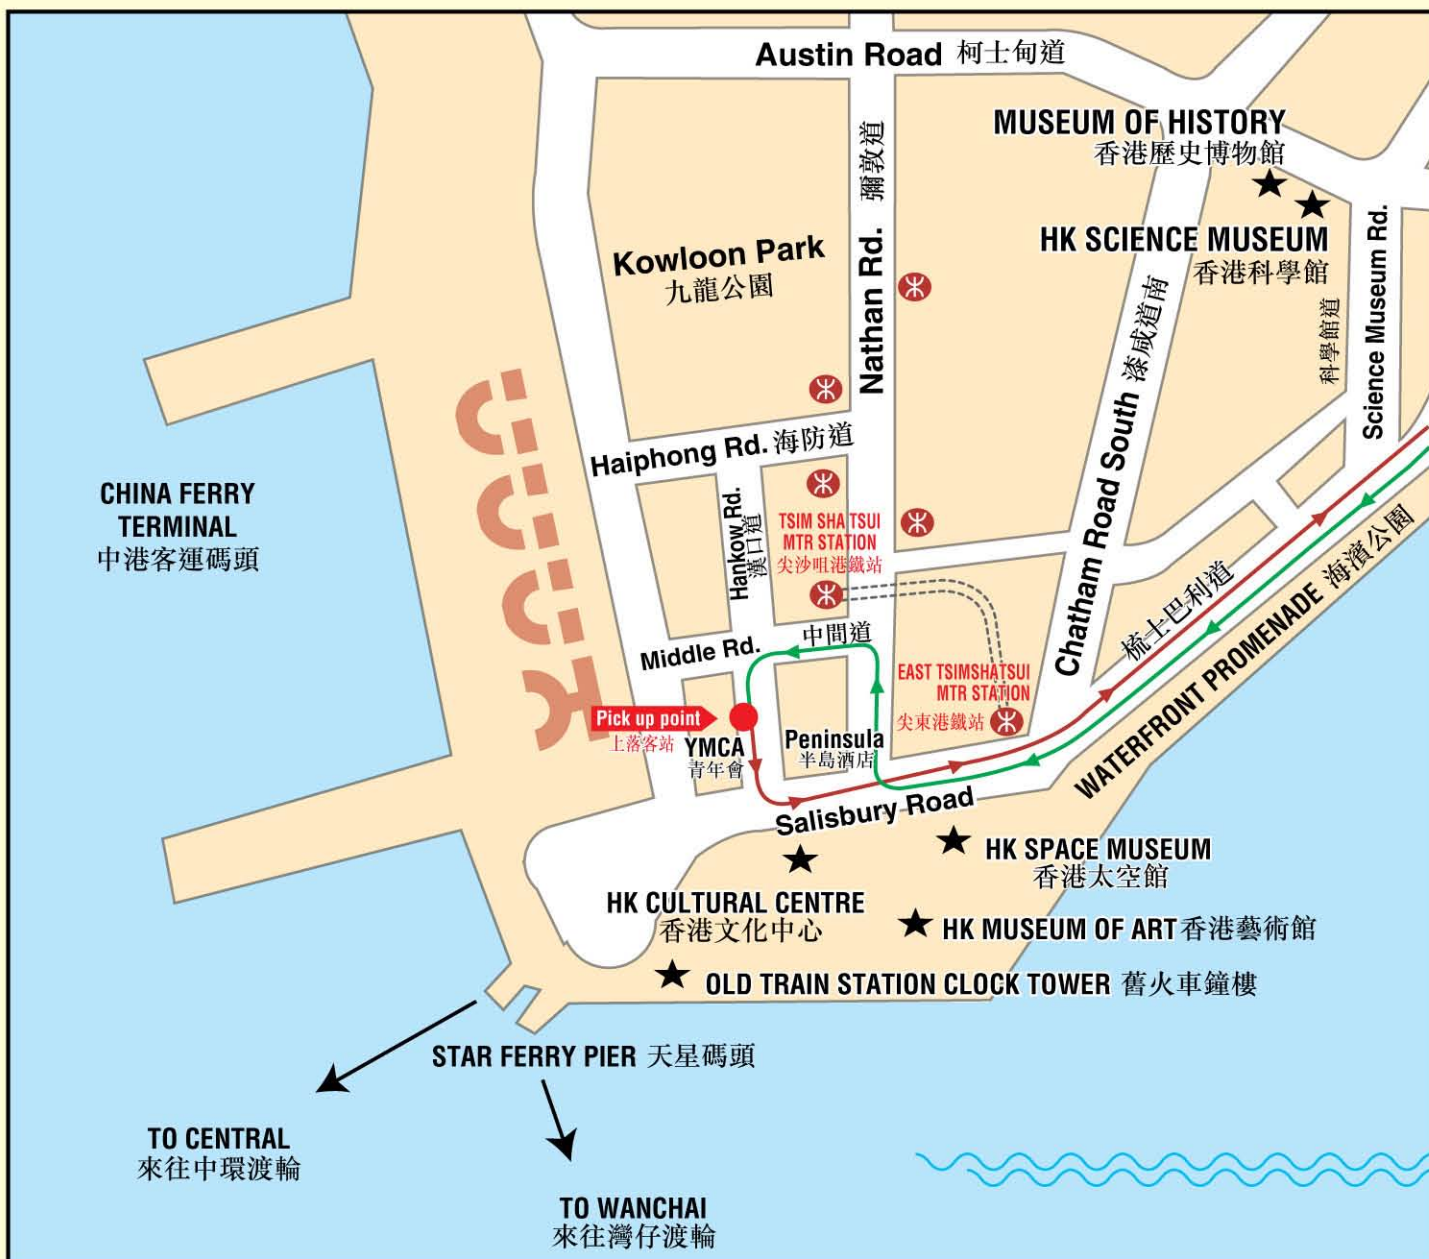 Austin Road 柯士甸道
MUSEUM OF HISTORY
香港歷史博物館
彌敦道
Nathan Rd.
HK SCIENCE MUSEUM
香港科學館
Kowloon Park
九龍公園
Science Museum Rd.
科學館道
Chatham Road South 漆咸道南
Haiphong Rd. 海防道
CHINA FERRY
TERMINAL
中港客運碼頭
Hankow Rd.
漢口道
TSIM SHA TSUI
MTR STATION
尖沙咀港鐵站
Middle Rd. 中間道
EAST TSIMSHATSUI
MTR STATION
尖東港鐵站
梳士巴利道
WATERFRONT PROMENADE 海濱公園
Pick up point
上落客站
YMCA
青年會
Peninsula
半島酒店
Salisbury Road
HK SPACE MUSEUM
香港太空館
HK CULTURAL CENTRE
香港文化中心
HK MUSEUM OF ART 香港藝術館
OLD TRAIN STATION CLOCK TOWER 舊火車鐘樓
STAR FERRY PIER 天星碼頭
TO CENTRAL
來往中環渡輪
TO WANCHAI
來往灣仔渡輪